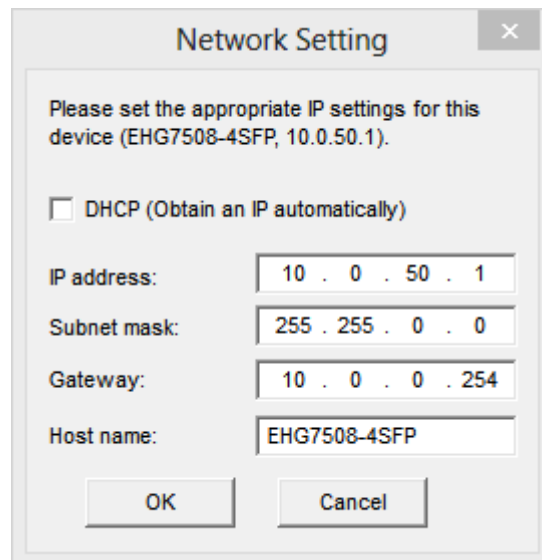 Network Setting
Please set the appropriate IP settings for this
device (EHG7508-4SFP, 10.0.50.1).
DHCP (Obtain an IP automatically)
IP address: 10 . 0 . 50 . 1
Subnet mask: 255 . 255 . 0 . 0
Gateway: 10 . 0 . 0 . 254
Host name: EHG7508-4SFP
OK Cancel